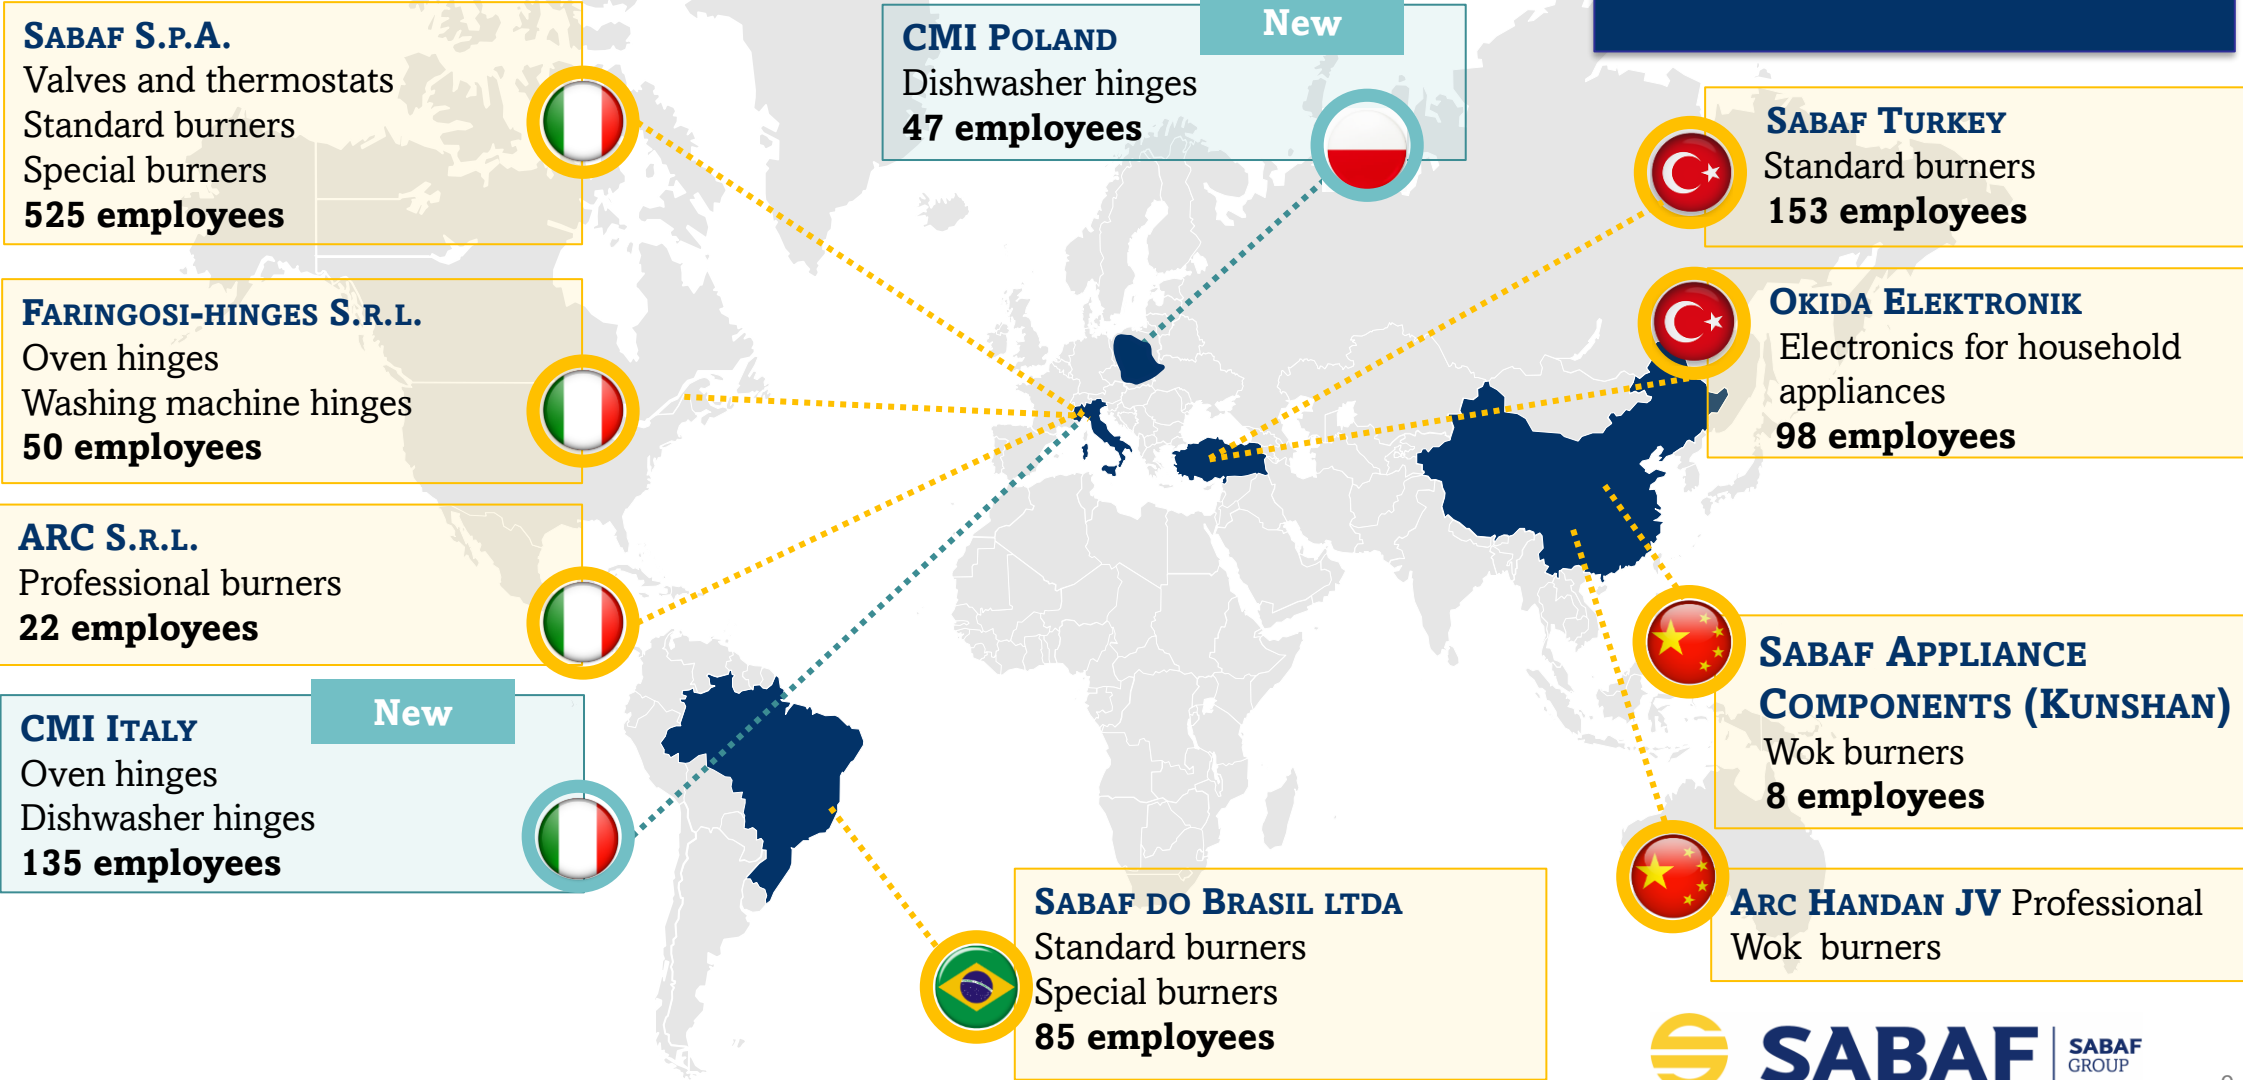 SABAF S.P.A.
Valves and thermostats
Standard burners
Special burners
525 employees
FARINGOSI-HINGES S.R.L.
Oven hinges
Washing machine hinges
50 employees
ARC S.R.L.
Professional burners
22 employees
New
CMI ITALY
Oven hinges
Dishwasher hinges
135 employees
New
CMI POLAND
Dishwasher hinges
47 employees
SABAF DO BRASIL LTDA
Standard burners
Special burners
85 employees
SABAF TURKEY
Standard burners
153 employees
OKIDA ELEKTRONIK
Electronics for household
appliances
98 employees
SABAF APPLIANCE
COMPONENTS (KUNSHAN)
Wok burners
8 employees
ARC HANDAN JV Professional
Wok burners
SABAF
SABAF
GROUP